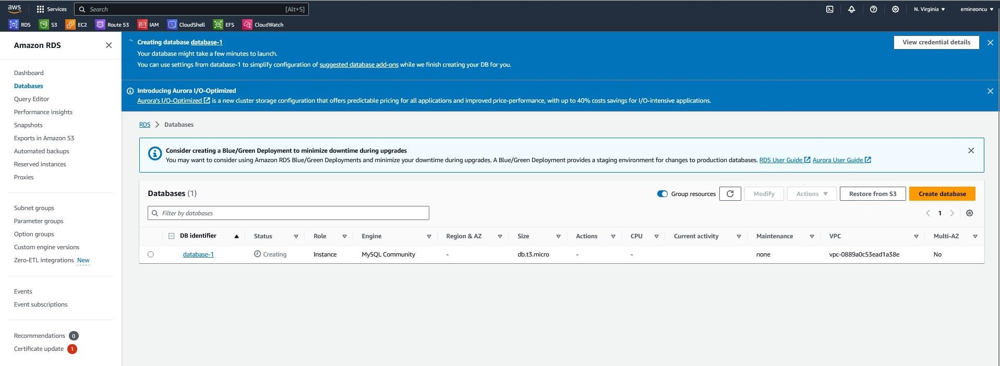 aws
Services
Search
[Alt+S]
N. Virginia
emineoncu
RDS
S3
EC2
Route 53
IAM
CloudShell
EFS
CloudWatch
Amazon RDS
Dashboard
Databases
Query Editor
Performance insights
Snapshots
Exports in Amazon S3
Automated backups
Reserved instances
Proxies
Subnet groups
Parameter groups
Option groups
Custom engine versions
Zero-ETL integrations New
Events
Event subscriptions
Recommendations 0
Certificate update 1
Creating database database-1
View credential details
Your database might take a few minutes to launch.
You can use settings from database-1 to simplify configuration of suggested database add-ons while we finish creating your DB for you.
Introducing Aurora I/O-Optimized
Aurora's I/O-Optimized is a new cluster storage configuration that offers predictable pricing for all applications and improved price-performance, with up to 40% costs savings for I/O-intensive applications.
RDS > Databases
Consider creating a Blue/Green Deployment to minimize downtime during upgrades
You may want to consider using Amazon RDS Blue/Green Deployments and minimize your downtime during upgrades. A Blue/Green Deployment provides a staging environment for changes to production databases. RDS User Guide Aurora User Guide
Databases (1)
Group resources
Modify
Actions
Restore from S3
Create database
Filter by databases
1
DB identifier Status Role Engine Region & AZ Size Actions CPU Current activity Maintenance VPC Multi-AZ
database-1 Creating Instance MySQL Community - db.t3.micro - - none vpc-0889a0c53ead1a38e No